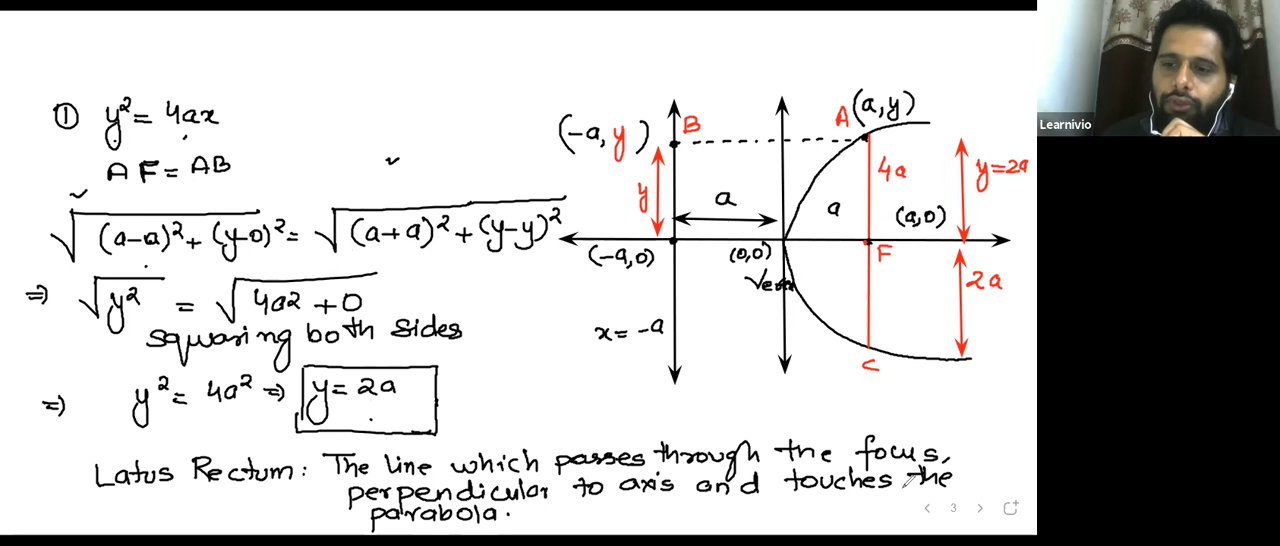 ① y² = 4ax
AF = AB
√(a-a)² + (y-0)² = √(a+a)² + (y-y)²
⇒ √y² = √4a² + 0
squaring both sides
⇒ y² = 4a² ⇒ y = 2a
Latus Rectum: The line which passes through the focus,
perpendicular to axis and touches the
parabola.
(-a, y)
B
A (a, y)
y
a
4a
a
(a,0)
y = 2a
(-a,0)
(0,0)
F
2a
x = -a
C
Learnivio
3